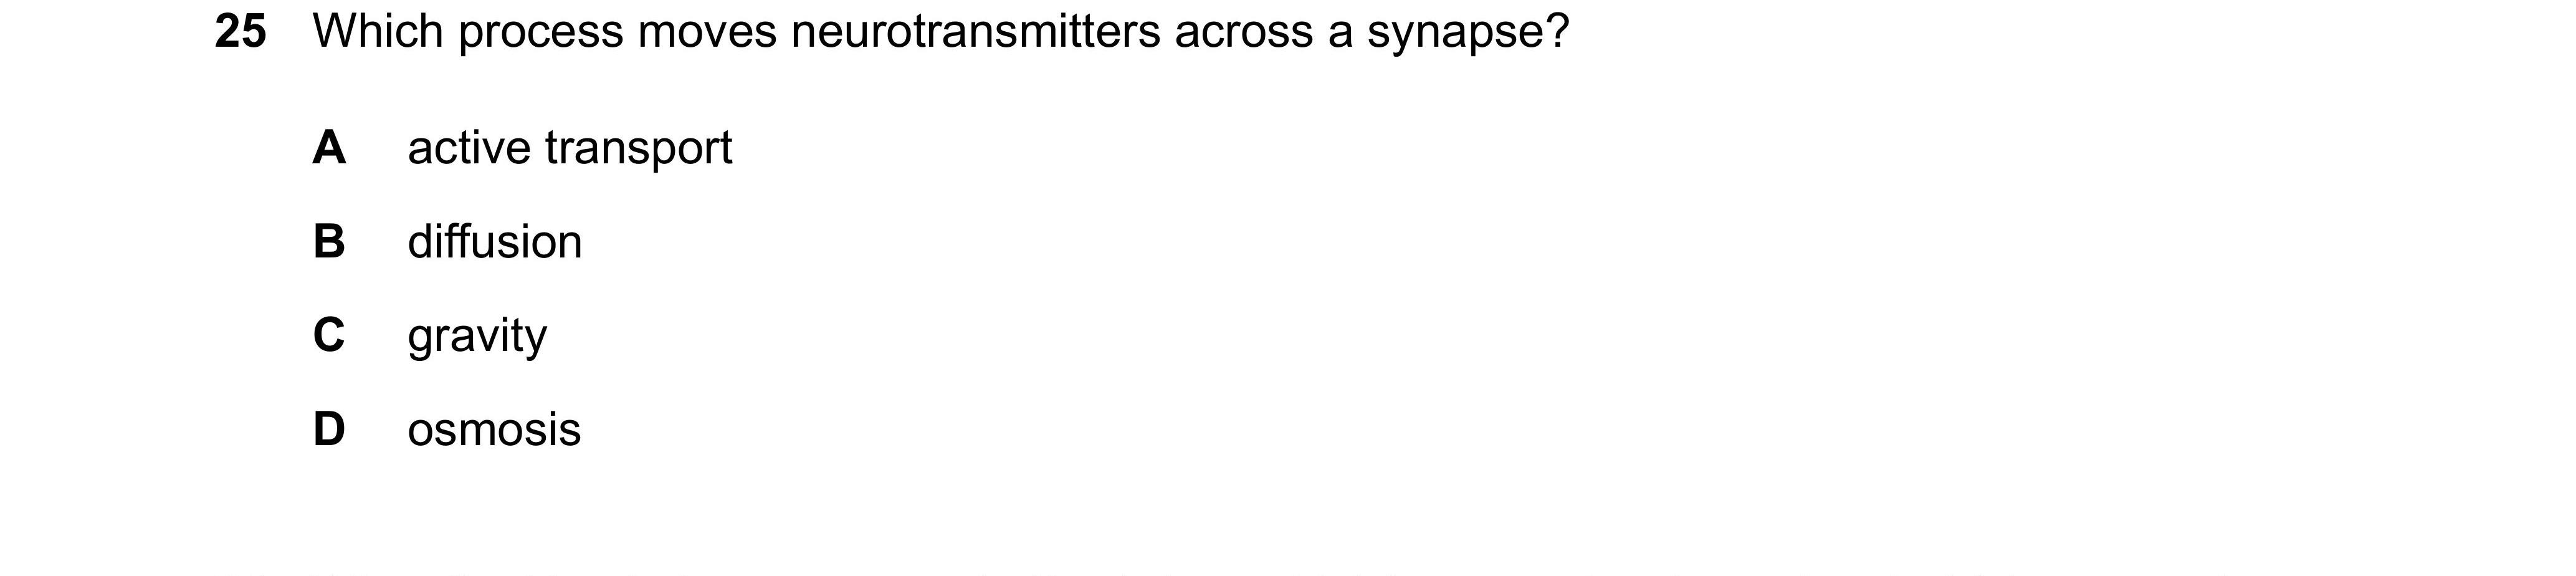 25 Which process moves neurotransmitters across a synapse?
A active transport
B diffusion
C gravity
D osmosis